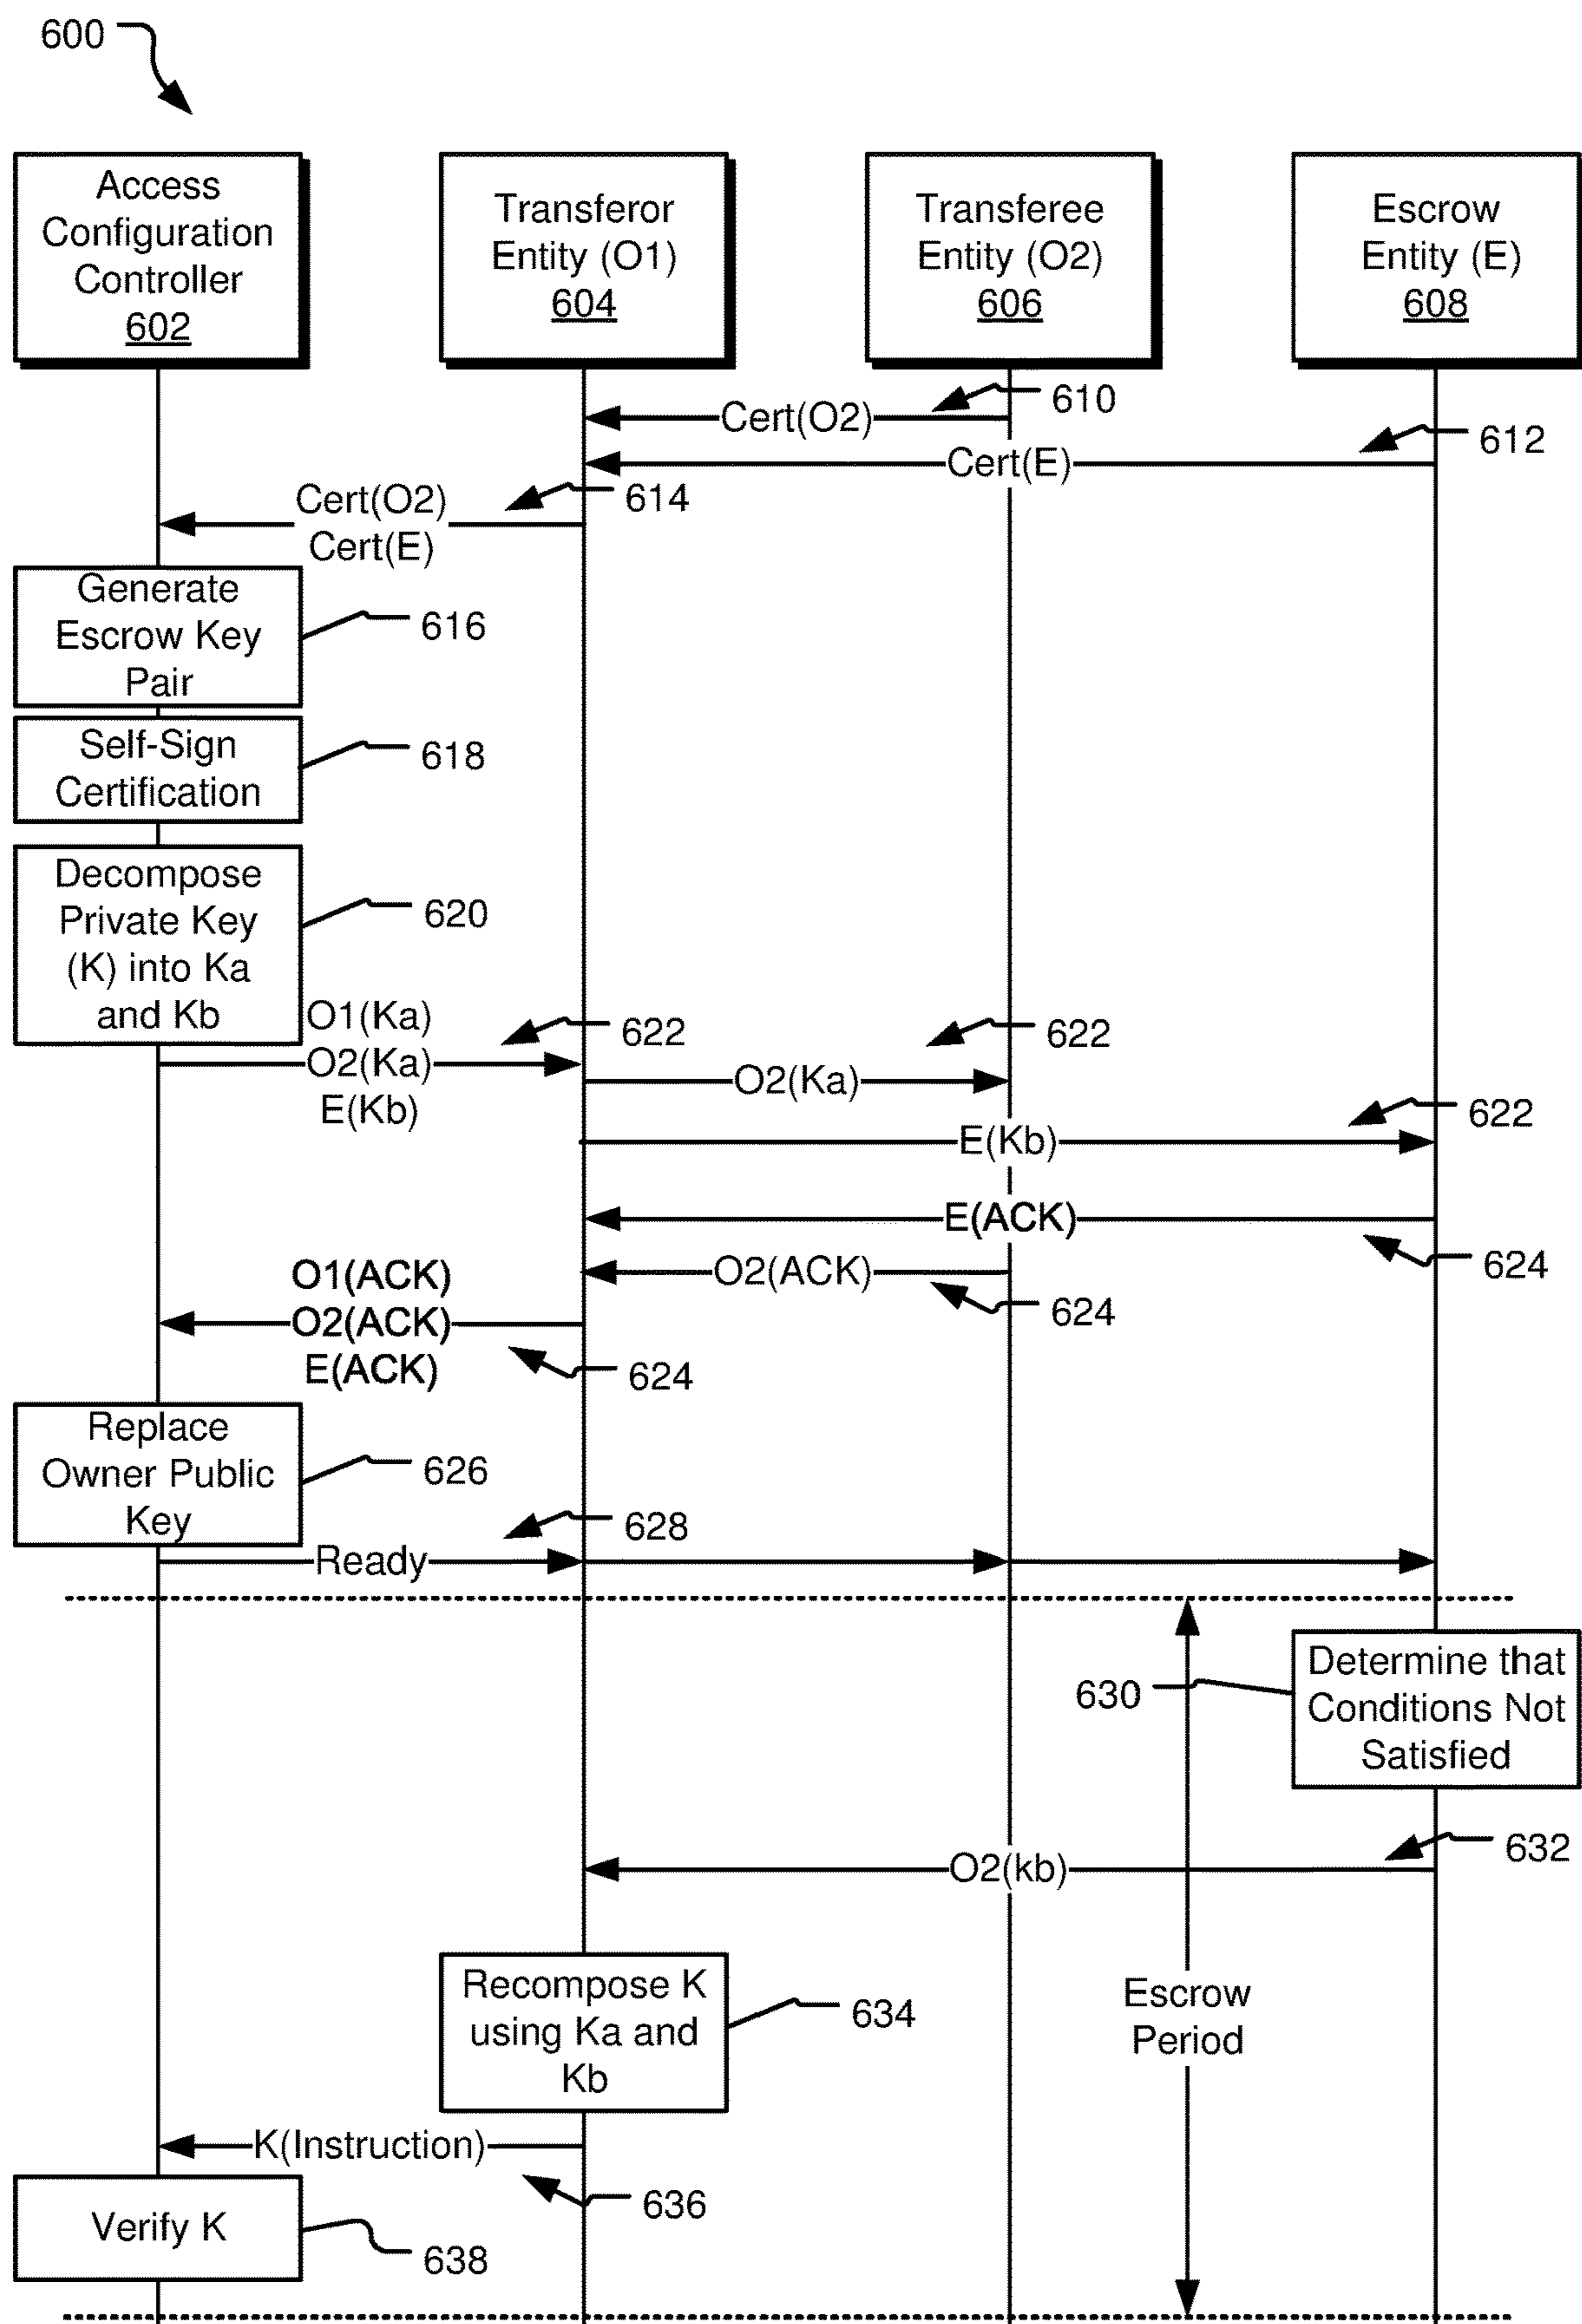 600
Access
Configuration
Controller
602
Transferor
Entity (O1)
604
Transferee
Entity (O2)
606
Escrow
Entity (E)
608
Cert(O2)
610
Cert(E)
612
Cert(O2)
Cert(E)
614
Generate
Escrow Key
Pair
616
Self-Sign
Certification
618
Decompose
Private Key
(K) into Ka
and Kb
620
O1(Ka)
O2(Ka)
E(Kb)
622
O2(Ka)
622
E(Kb)
622
E(ACK)
624
O2(ACK)
624
O1(ACK)
O2(ACK)
E(ACK)
624
Replace
Owner Public
Key
626
Ready
628
Determine that
Conditions Not
Satisfied
630
O2(kb)
632
Recompose K
using Ka and
Kb
634
Escrow
Period
K(Instruction)
636
Verify K
638